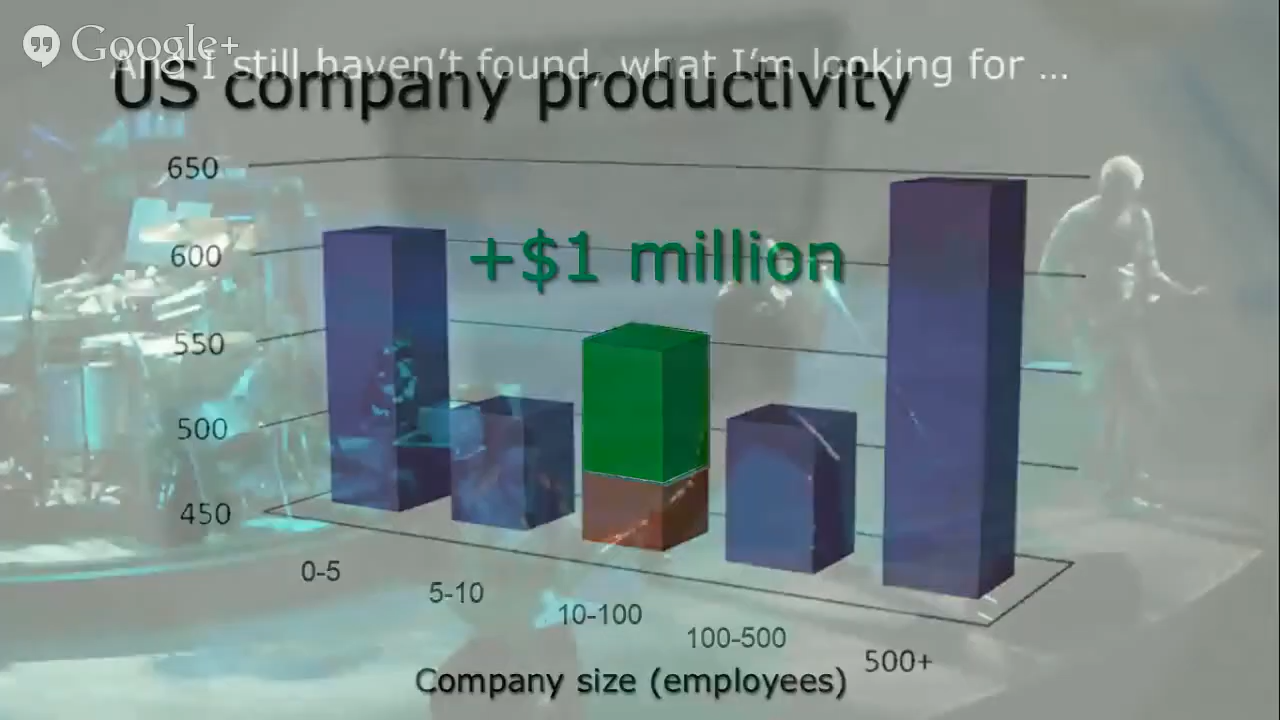 Google+
And I still haven't found, what I'm looking for ...
US company productivity
650
+$1 million
600
550
500
450
0-5
5-10
10-100
100-500
500+
Company size (employees)